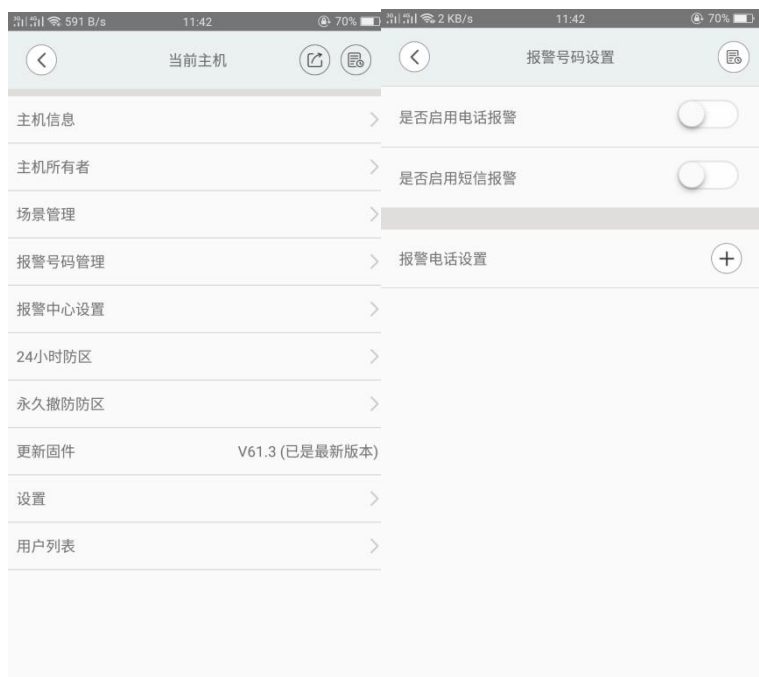 591 B/s 11:42 70%
当前主机
主机信息
主机所有者
场景管理
报警号码管理
报警中心设置
24小时防区
永久撤防防区
更新固件 V61.3 (已是最新版本)
设置
用户列表
2 KB/s 11:42 70%
报警号码设置
是否启用电话报警
是否启用短信报警
报警电话设置